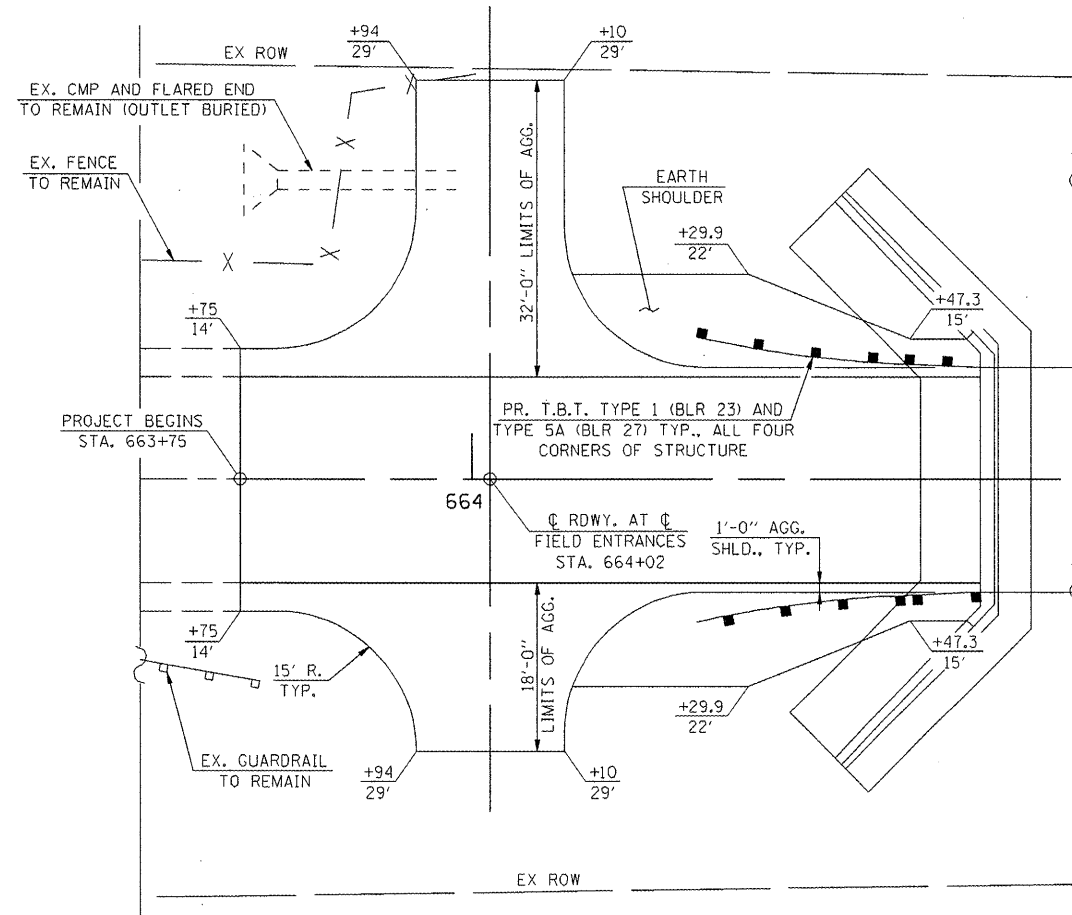 +94
29'
+10
29'
EX ROW
EX. CMP AND FLARED END
TO REMAIN (OUTLET BURIED)
EX. FENCE
TO REMAIN
32'-0" LIMITS OF AGG.
EARTH
SHOULDER
+29.9
22'
+47.3
15'
+75
14'
PROJECT BEGINS
STA. 663+75
PR. T.B.T. TYPE 1 (BLR 23) AND
TYPE 5A (BLR 27) TYP., ALL FOUR
CORNERS OF STRUCTURE
664
℄ RDWY. AT ℄
FIELD ENTRANCES
STA. 664+02
1'-0" AGG.
SHLD., TYP.
+75
14'
15' R.
TYP.
18'-0"
LIMITS OF AGG.
+47.3
15'
+29.9
22'
EX. GUARDRAIL
TO REMAIN
+94
29'
+10
29'
EX ROW